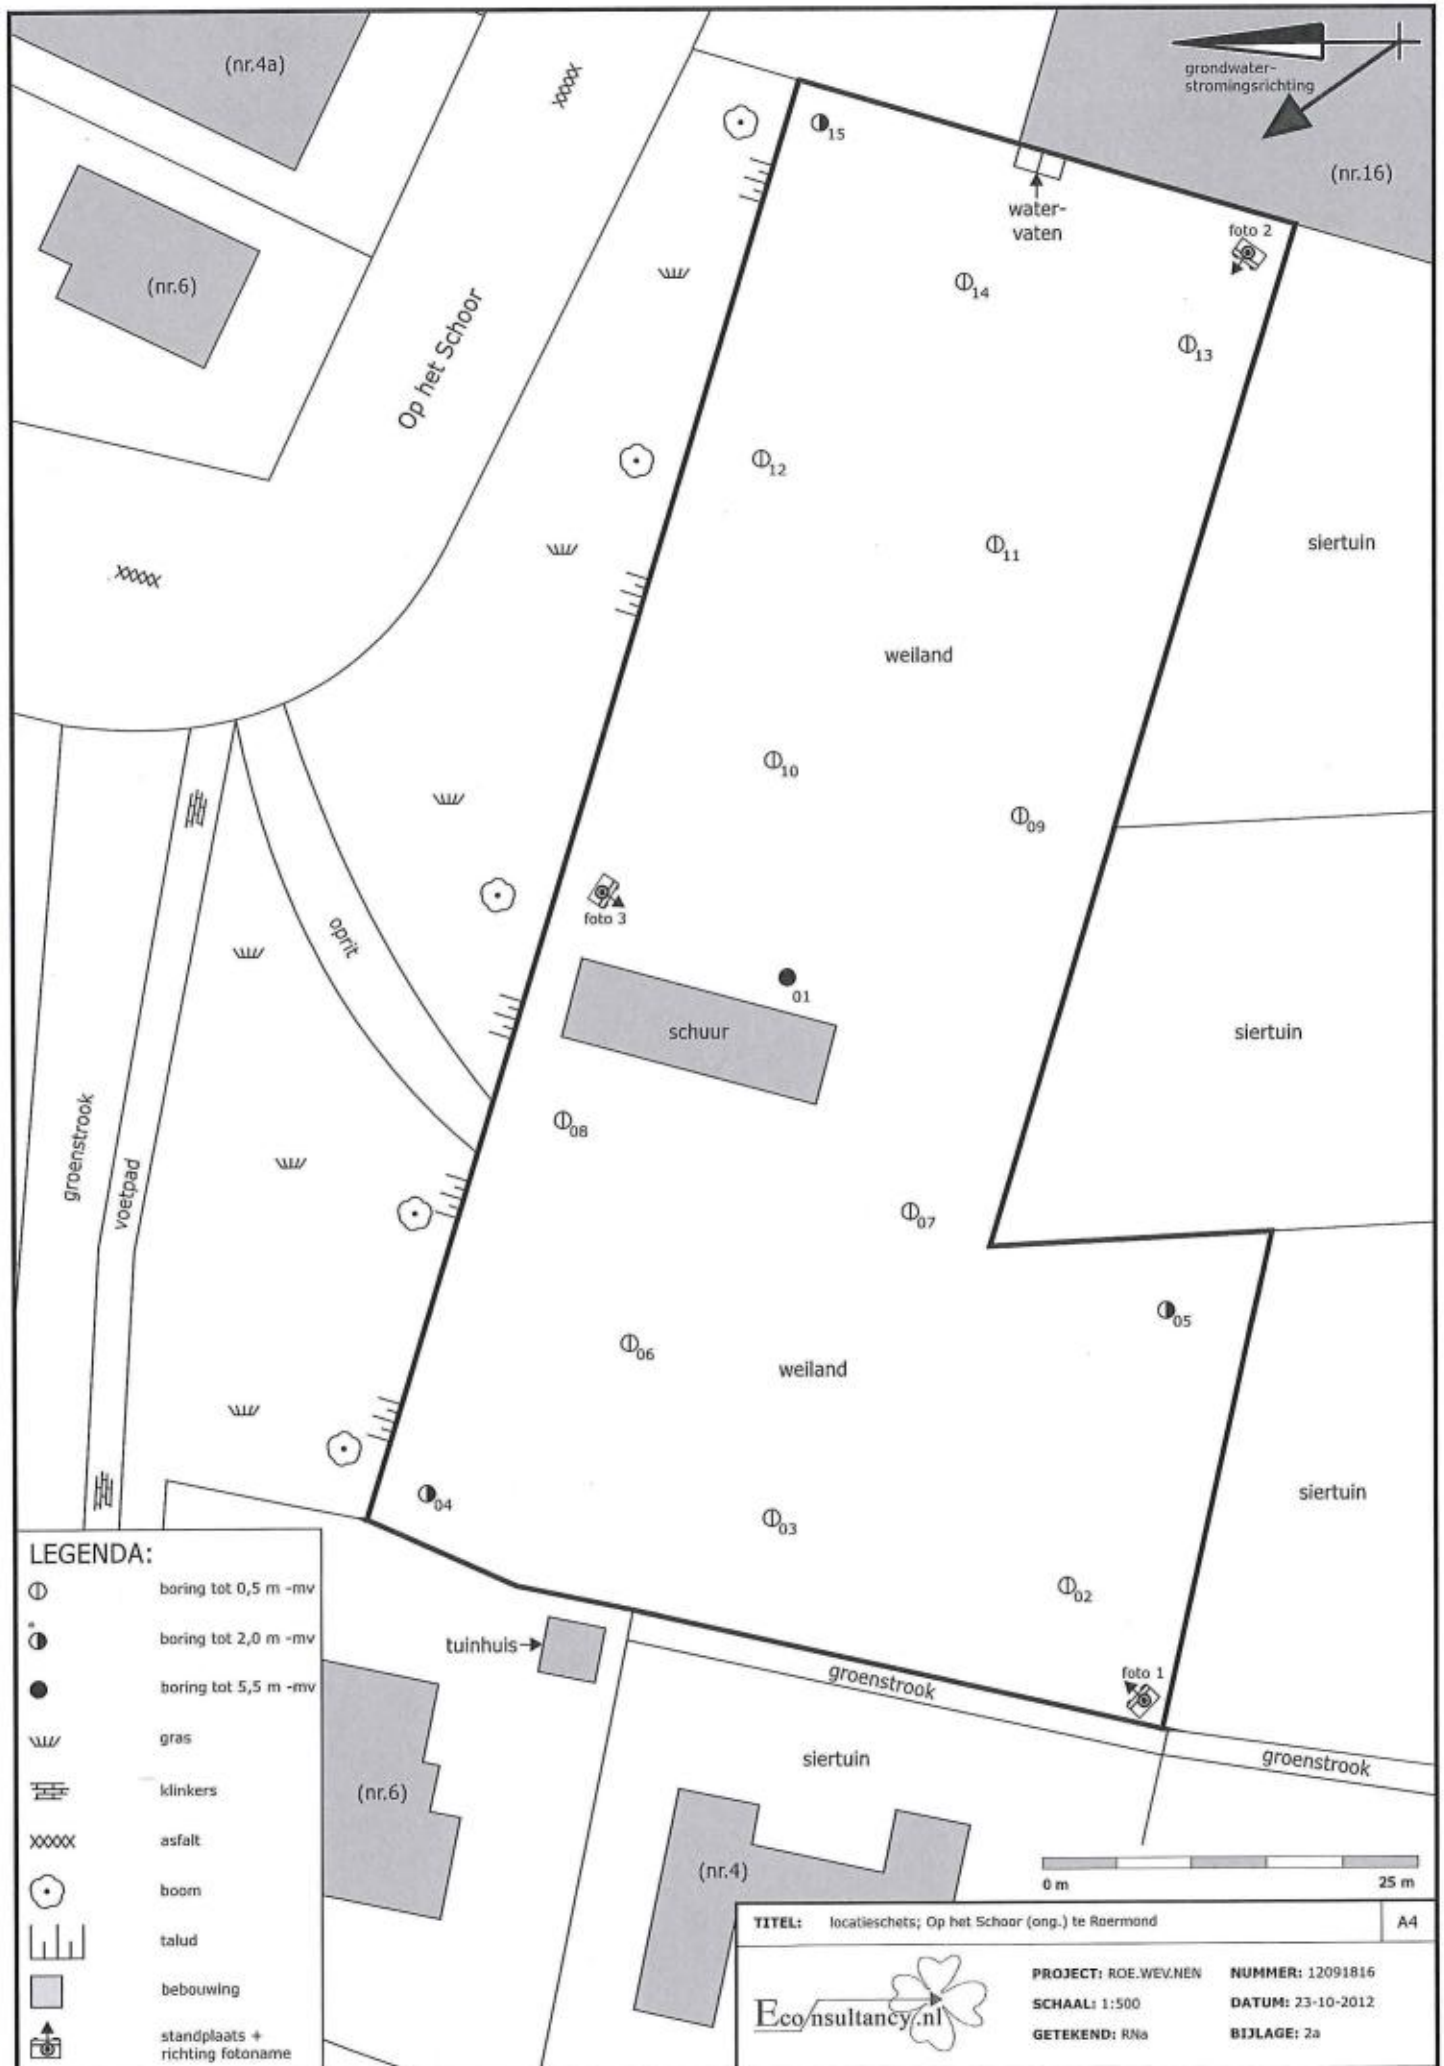 (nr.4a)
xxxx
grondwater-
stromingsrichting
15
(nr.16)
water-
vaten
foto 2
(nr.6)
14
13
Op het Schoor
12
11
siertuin
xxxxx
weiland
10
09
foto 3
oprit
01
schuur
siertuin
08
groenstrook
voetpad
07
05
06
weiland
04
03
siertuin
02
LEGENDA:
boring tot 0,5 m -mv
boring tot 2,0 m -mv
boring tot 5,5 m -mv
gras
klinkers
xxxxx asfalt
boom
talud
bebouwing
standplaats +
richting fotoname
tuinhuis
groenstrook
foto 1
groenstrook
siertuin
(nr.6)
(nr.4)
0 m 25 m
TITEL: locatieschets; Op het Schoor (ong.) te Roermond A4
Econsultancy.nl
PROJECT: ROE.WEV.NEN NUMMER: 12091816
SCHAAL: 1:500 DATUM: 23-10-2012
GETEKEND: RNa BIJLAGE: 2a